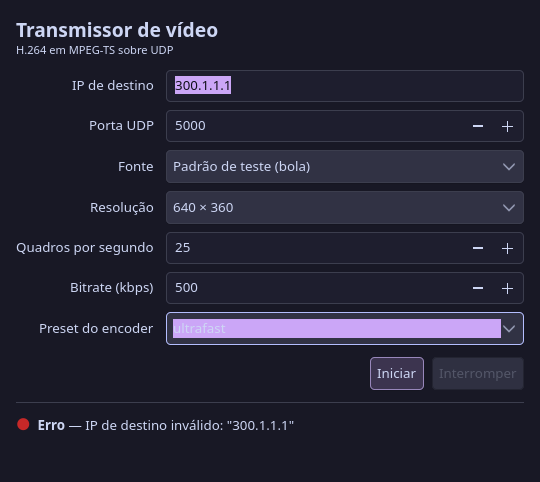 Transmissor de vídeo
H.264 em MPEG-TS sobre UDP
IP de destino 300.1.1.1
Porta UDP 5000
Fonte Padrão de teste (bola)
Resolução 640 × 360
Quadros por segundo 25
Bitrate (kbps) 500
Preset do encoder ultrafast
Iniciar Interromper
Erro — IP de destino inválido: "300.1.1.1"